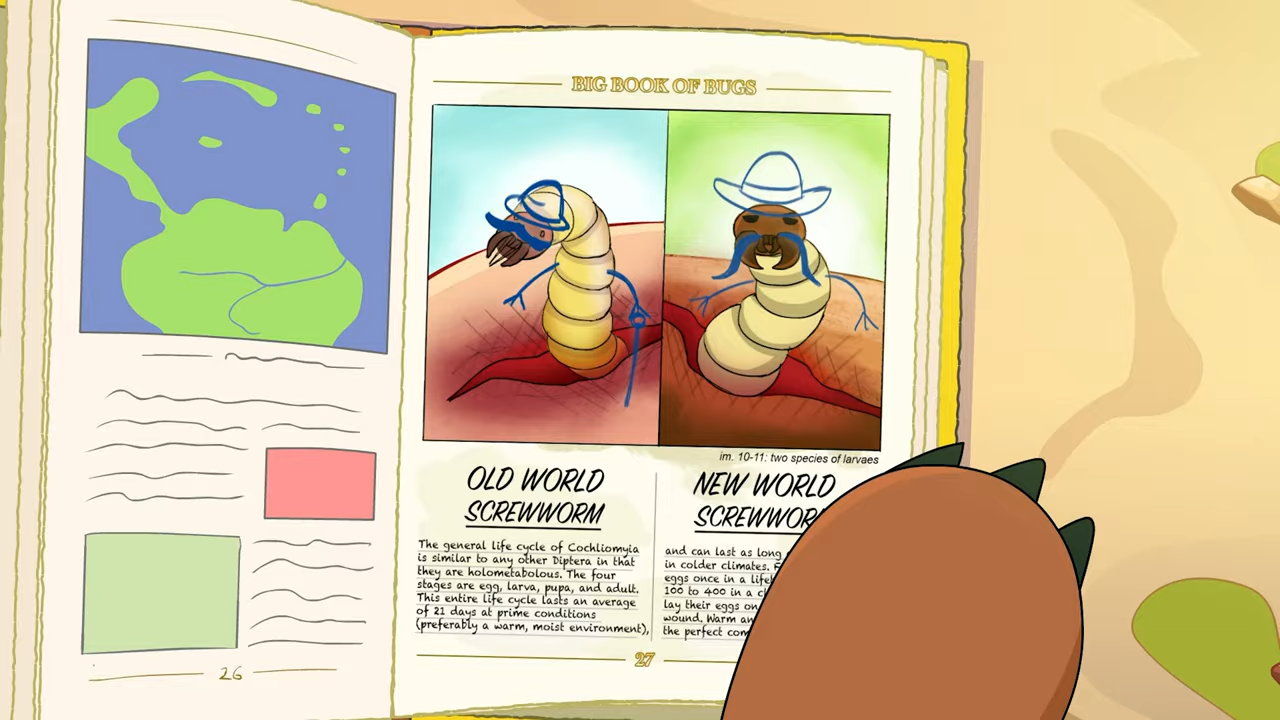 BIG BOOK OF BUGS
im. 10-11: two species of larvaes
OLD WORLD
SCREWWORM
The general life cycle of Cochliomyia
is similar to any other Diptera in that
they are holometabolous. The four
stages are egg, larva, pupa, and adult.
This entire life cycle lasts an average
of 21 days at prime conditions
(preferably a warm, moist environment),
NEW WORLD
and can last as long
in colder climates.
eggs once in a
100 to 400 in a
lay their eggs on
wound. Warm
the perfect
26
27